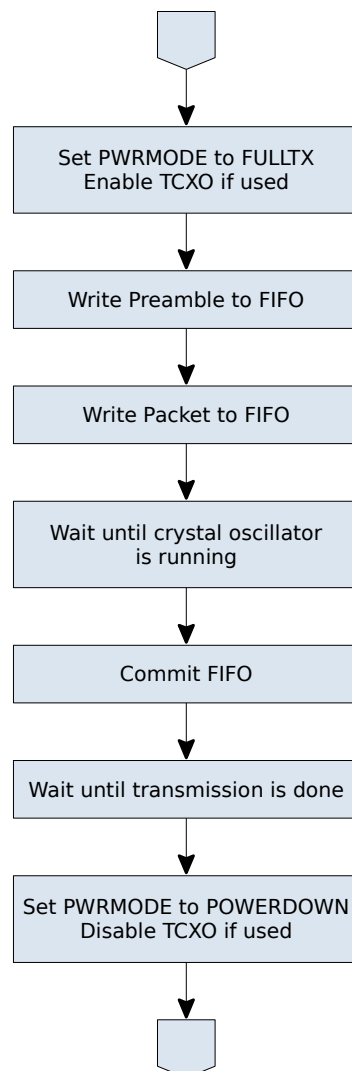 Set PWRMODE to FULLTX
Enable TCXO if used
Write Preamble to FIFO
Write Packet to FIFO
Wait until crystal oscillator
is running
Commit FIFO
Wait until transmission is done
Set PWRMODE to POWERDOWN
Disable TCXO if used